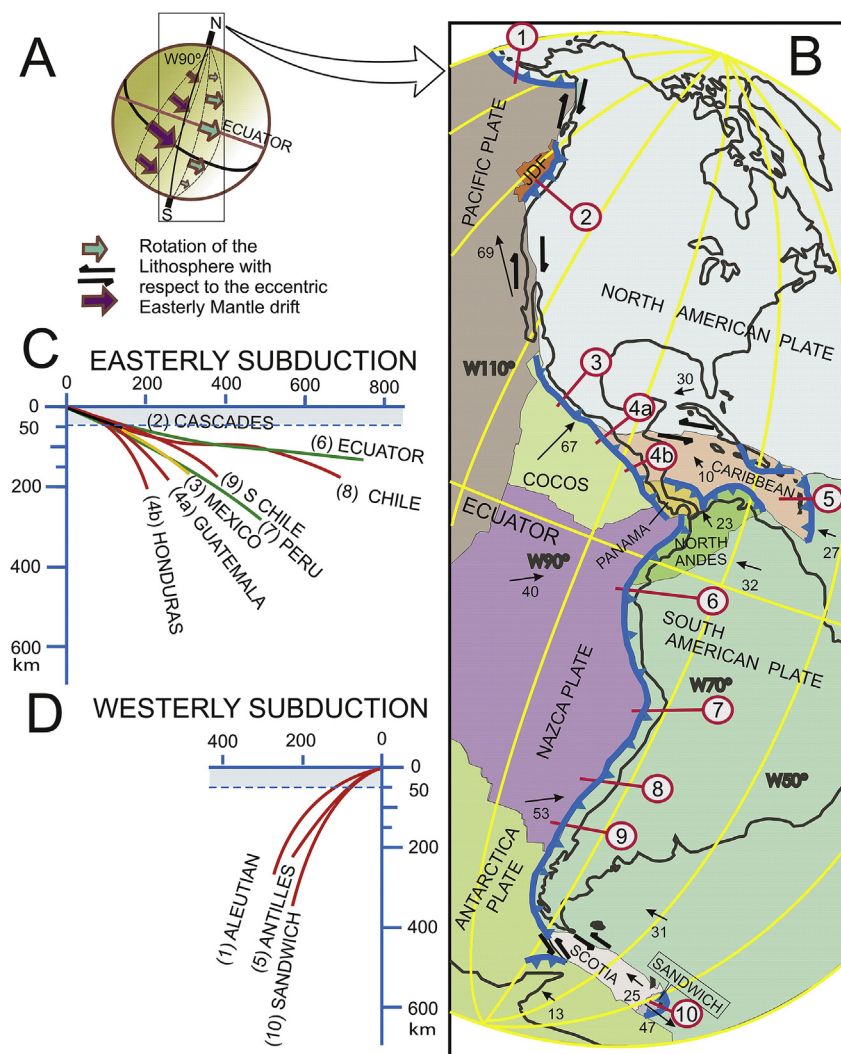 A
N
W90°
ECUATOR
S
Rotation of the
Lithosphere with
respect to the eccentric
Easterly Mantle drift
C
EASTERLY SUBDUCTION
0
200
400
600
800
0
50
200
400
600
km
(2) CASCADES
(6) ECUATOR
(8) CHILE
(9) S CHILE
(7) PERU
(3) MEXICO
(4a) GUATEMALA
(4b) HONDURAS
D
WESTERLY SUBDUCTION
400
200
0
0
50
200
400
600
km
(1) ALEUTIAN
(5) ANTILLES
(10) SANDWICH
B
1
PACIFIC PLATE
JDF
2
69
NORTH AMERICAN PLATE
W110°
3
30
4a
67
4b
10
CARIBBEAN
COCOS
5
ECUATOR
PANAMA
23
NORTH
ANDES
27
W90°
40
32
6
SOUTH
AMERICAN PLATE
W70°
NAZCA PLATE
7
W50°
8
53
9
ANTARCTICA
PLATE
31
SCOTIA
SANDWICH
25
10
47
13